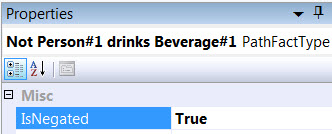 Properties
Not Person#1 drinks Beverage#1 PathFactType
Misc
IsNegated True